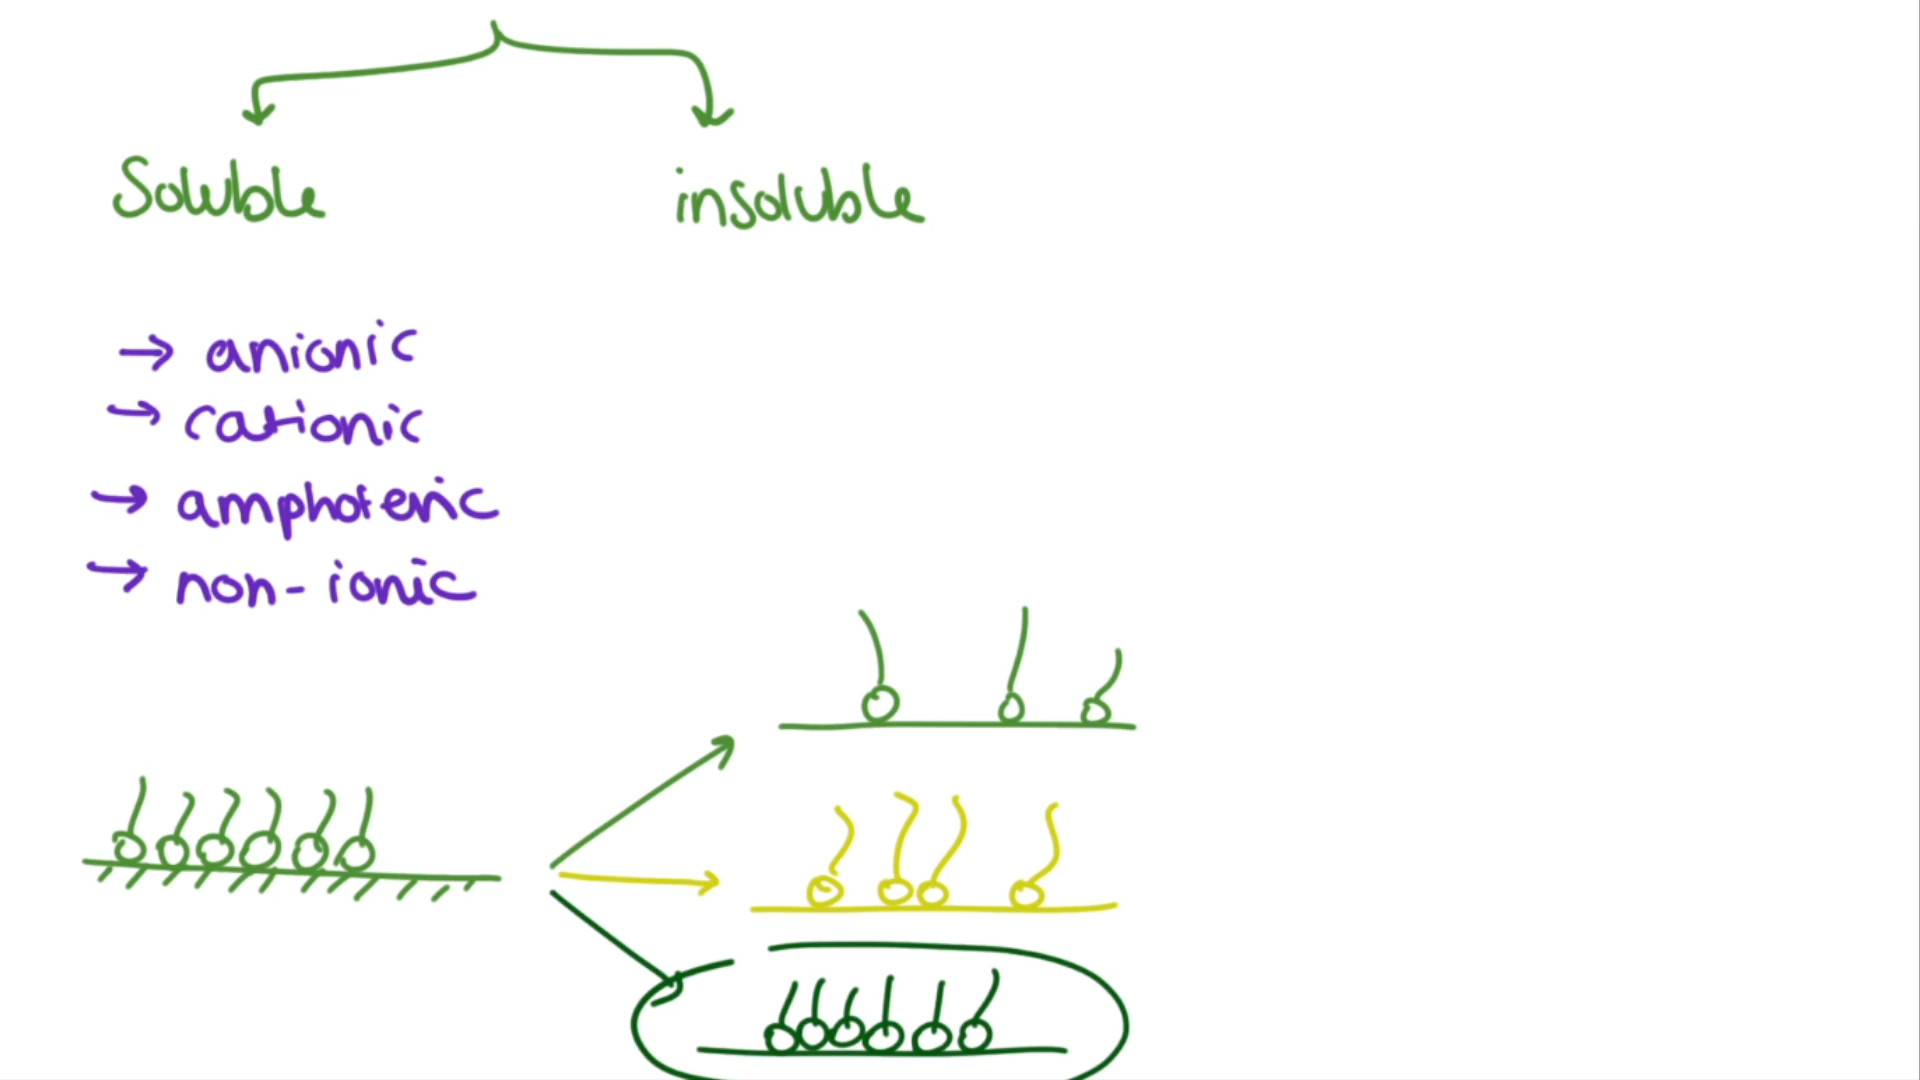 Soluble insoluble
→ anionic
→ cationic
→ amphoteric
→ non-ionic